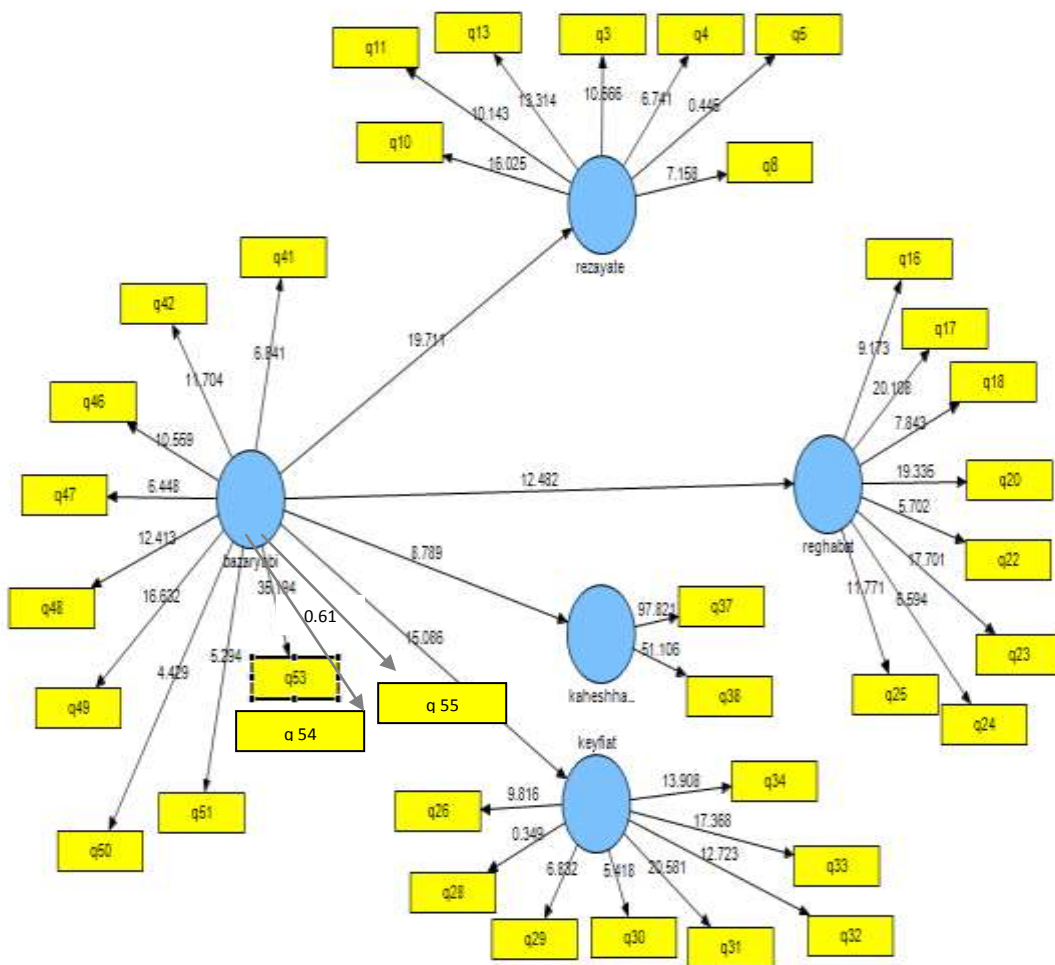 q11
q13
q3
q4
q5
10.143
13.314
10.666
6.741
0.445
q10
16.025
7.158
q8
rezayate
q41
q42
6.841
11.704
19.711
q16
q17
9.173
20.108
q18
7.843
q46
10.559
q47
6.448
12.482
19.335
q20
5.702
q22
bazaryabi
reghabat
12.413
q48
16.632
35.194
0.61
8.789
17.701
11.771
6.594
97.821
q37
51.106
15.086
q38
q23
4.429
5.294
q53
q49
q 55
kaheshha...
q25
q24
q 54
keyfiat
q51
q50
q26
9.816
13.908
q34
0.349
17.368
12.723
q33
q28
6.832
5.418
20.581
q29
q30
q31
q32